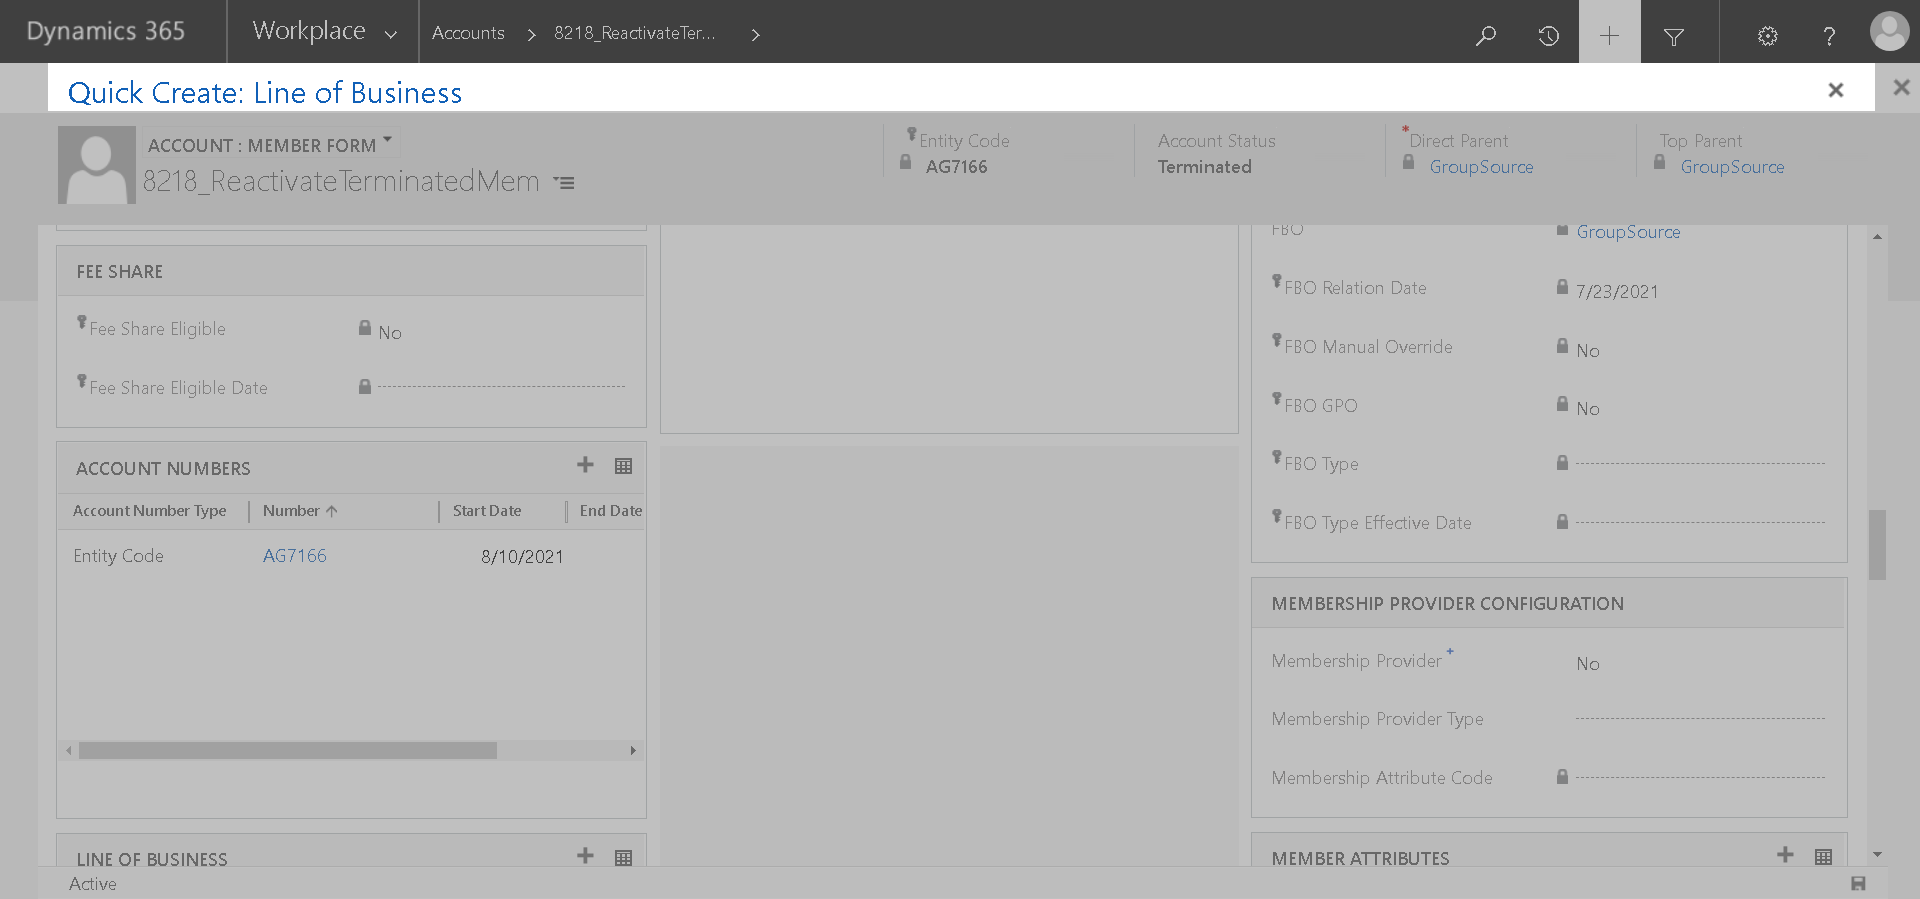 Dynamics 365 Workplace Accounts 8218_ReactivateTer... ?
Quick Create: Line of Business
ACCOUNT : MEMBER FORM
8218_ReactivateTerminatedMem
Entity Code
AG7166
Account Status
Terminated
*Direct Parent
GroupSource
Top Parent
GroupSource
FEE SHARE
Fee Share Eligible No
Fee Share Eligible Date
ACCOUNT NUMBERS
Account Number Type Number Start Date End Date
Entity Code AG7166 8/10/2021
LINE OF BUSINESS
FBO GroupSource
FBO Relation Date 7/23/2021
FBO Manual Override No
FBO GPO No
FBO Type
FBO Type Effective Date
MEMBERSHIP PROVIDER CONFIGURATION
Membership Provider + No
Membership Provider Type
Membership Attribute Code
MEMBER ATTRIBUTES
Active